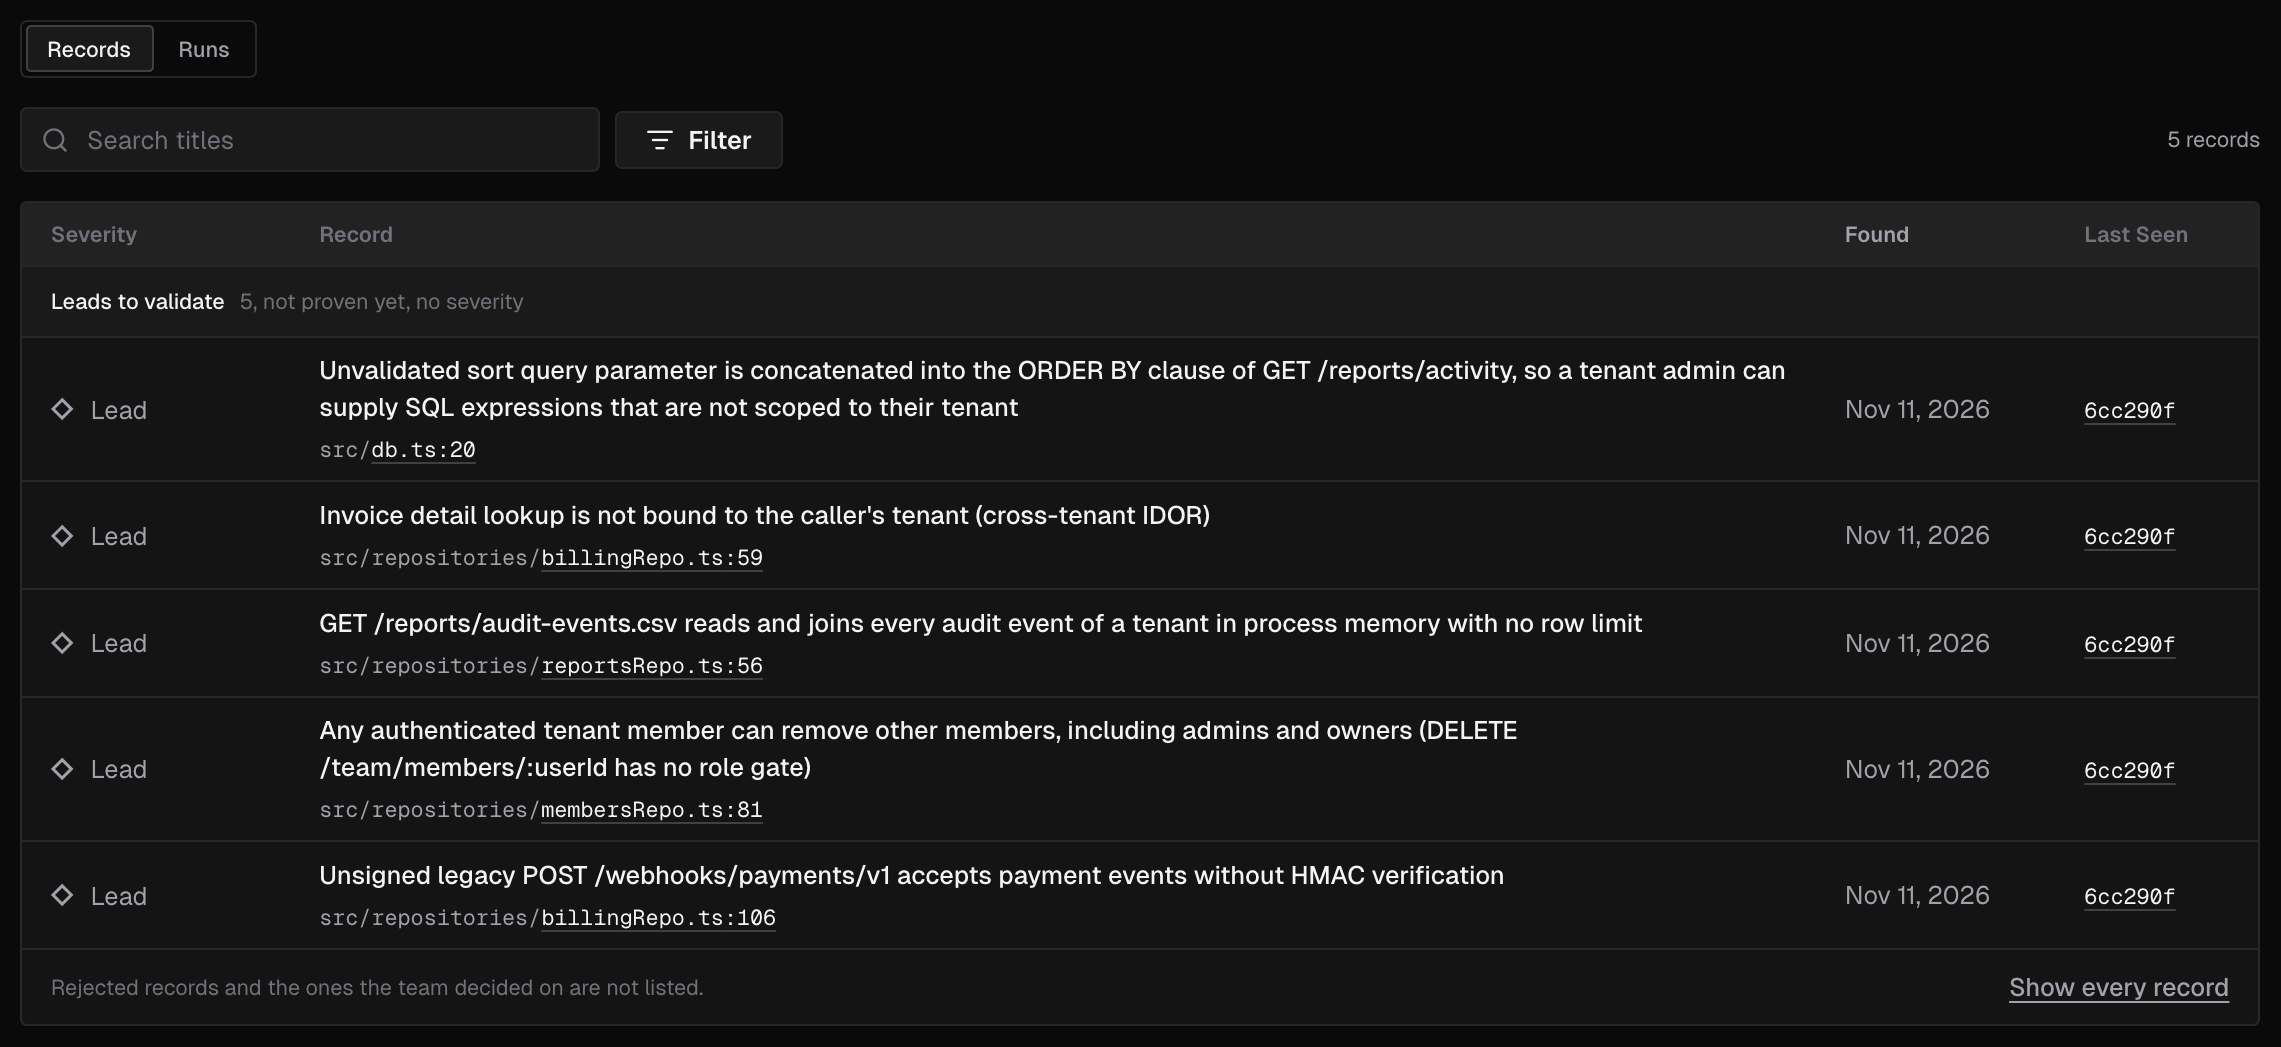 Records Runs
Search titles Filter 5 records
Severity Record Found Last Seen
Leads to validate 5, not proven yet, no severity
Unvalidated sort query parameter is concatenated into the ORDER BY clause of GET /reports/activity, so a tenant admin can
supply SQL expressions that are not scoped to their tenant
Lead Nov 11, 2026 6cc290f
src/db.ts:20
Invoice detail lookup is not bound to the caller's tenant (cross-tenant IDOR)
Lead Nov 11, 2026 6cc290f
src/repositories/billingRepo.ts:59
GET /reports/audit-events.csv reads and joins every audit event of a tenant in process memory with no row limit
Lead Nov 11, 2026 6cc290f
src/repositories/reportsRepo.ts:56
Any authenticated tenant member can remove other members, including admins and owners (DELETE
/team/members/:userId has no role gate)
Lead Nov 11, 2026 6cc290f
src/repositories/membersRepo.ts:81
Unsigned legacy POST /webhooks/payments/v1 accepts payment events without HMAC verification
Lead Nov 11, 2026 6cc290f
src/repositories/billingRepo.ts:106
Rejected records and the ones the team decided on are not listed. Show every record